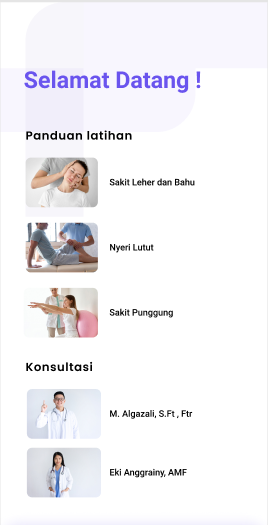 Selamat Datang !
Panduan latihan
Sakit Leher dan Bahu
Nyeri Lutut
Sakit Punggung
Konsultasi
M. Algazali, S.Ft , Ftr
Eki Anggrainy, AMF